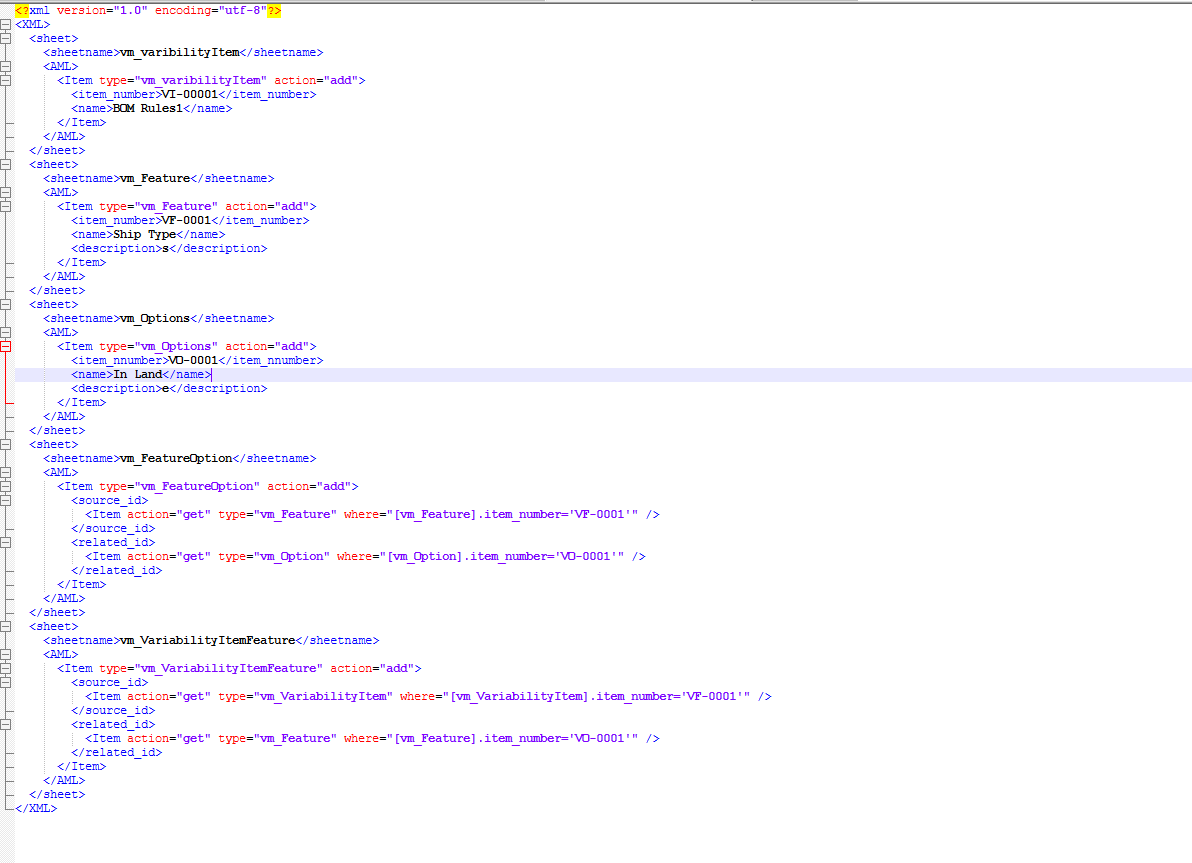 <?xml version="1.0" encoding="utf-8"?>
<XML>
<sheet>
<sheetname>vm_varibilityItem</sheetname>
<AML>
<Item type="vm_varibilityItem" action="add">
<item_number>VI-00001</item_number>
<name>BOM Rules1</name>
</Item>
</AML>
</sheet>
<sheet>
<sheetname>vm_Feature</sheetname>
<AML>
<Item type="vm_Feature" action="add">
<item_number>VF-0001</item_number>
<name>Ship Type</name>
<description>s</description>
</Item>
</AML>
</sheet>
<sheet>
<sheetname>vm_Options</sheetname>
<AML>
<Item type="vm_Options" action="add">
<item_nnumber>VO-0001</item_nnumber>
<name>In Land</name>
<description>e</description>
</Item>
</AML>
</sheet>
<sheet>
<sheetname>vm_FeatureOption</sheetname>
<AML>
<Item type="vm_FeatureOption" action="add">
<source_id>
<Item action="get" type="vm_Feature" where="[vm_Feature].item_number='VF-0001'" />
</source_id>
<related_id>
<Item action="get" type="vm_Option" where="[vm_Option].item_number='VO-0001'" />
</related_id>
</Item>
</AML>
</sheet>
<sheet>
<sheetname>vm_VariabilityItemFeature</sheetname>
<AML>
<Item type="vm_VariabilityItemFeature" action="add">
<source_id>
<Item action="get" type="vm_VariabilityItem" where="[vm_VariabilityItem].item_number='VF-0001'" />
</source_id>
<related_id>
<Item action="get" type="vm_Feature" where="[vm_Feature].item_number='VO-0001'" />
</related_id>
</Item>
</AML>
</sheet>
</XML>